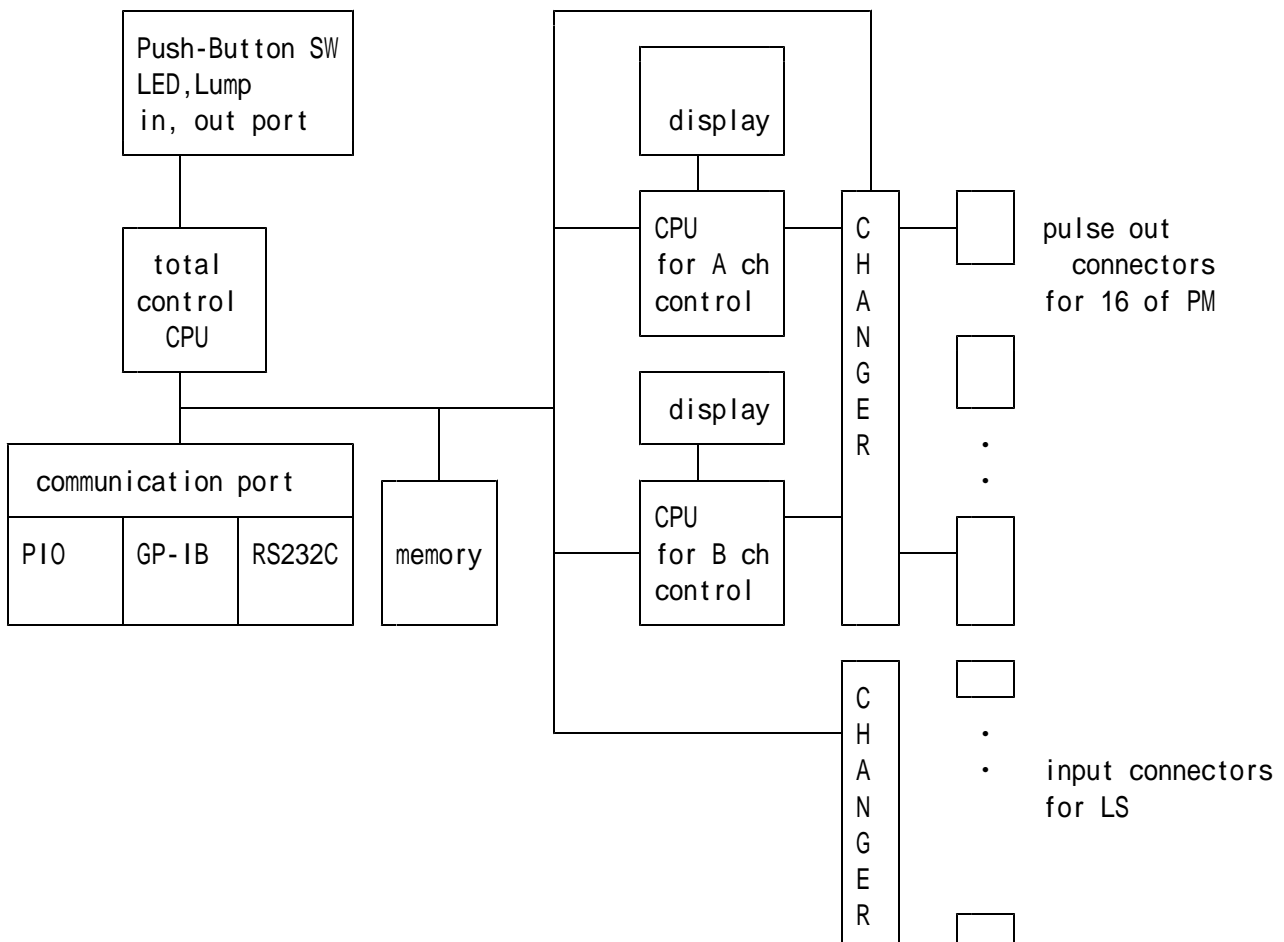 Push-Button SW
LED,Lump
in, out port
display
CPU
for A ch
control
C
H
A
N
G
E
R
pulse out
connectors
for 16 of PM
total
control
CPU
display
communication port
PIO
GP-IB
RS232C
memory
CPU
for B ch
control
C
H
A
N
G
E
R
input connectors
for LS